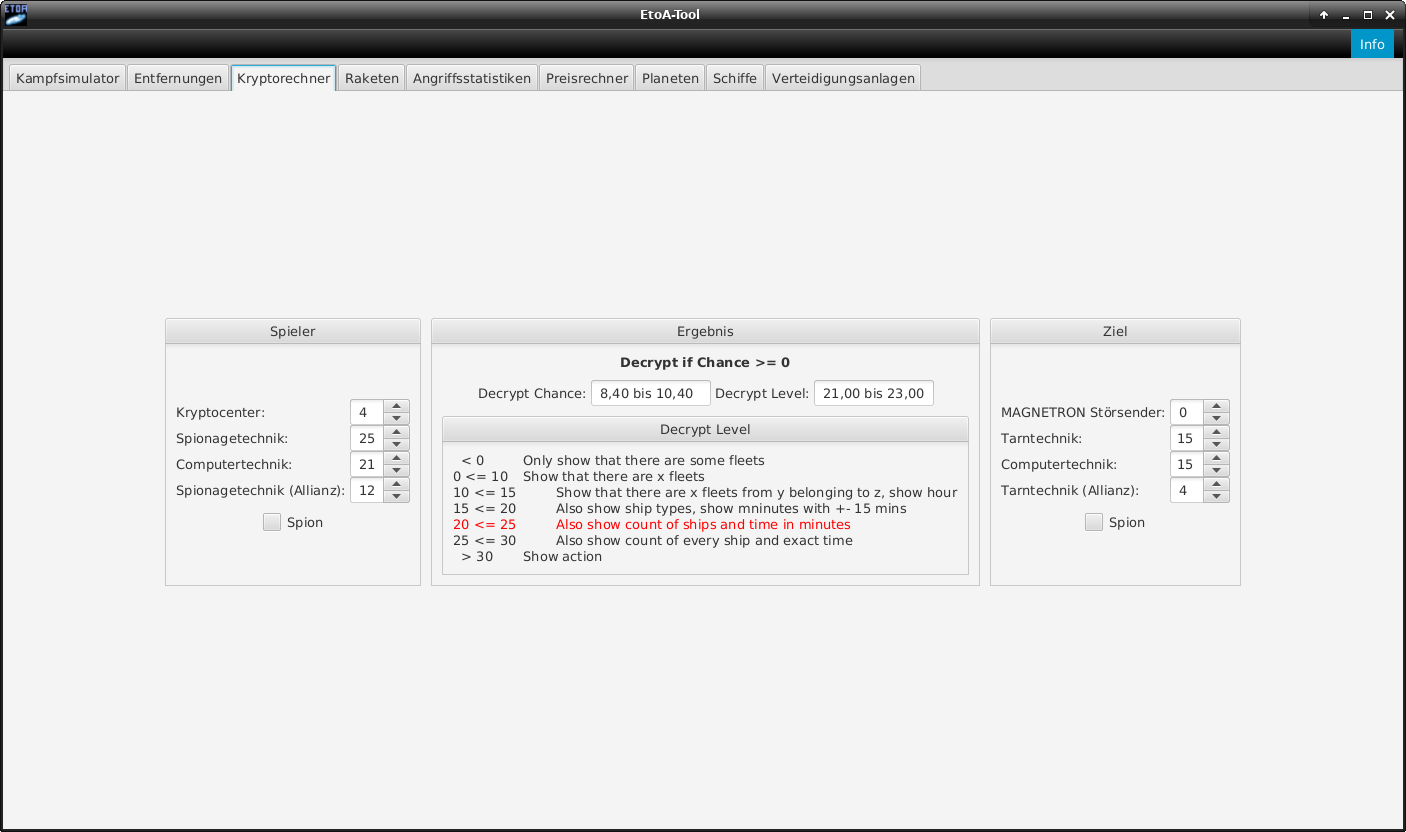 ETOA
EtoA-Tool
Info
Kampfsimulator Entfernungen Kryptorechner Raketen Angriffsstatistiken Preisrechner Planeten Schiffe Verteidigungsanlagen
Spieler
Kryptocenter: 4
Spionagetechnik: 25
Computertechnik: 21
Spionagetechnik (Allianz): 12
Spion
Ergebnis
Decrypt if Chance >= 0
Decrypt Chance: 8,40 bis 10,40 Decrypt Level: 21,00 bis 23,00
Decrypt Level
< 0 Only show that there are some fleets
0 <= 10 Show that there are x fleets
10 <= 15 Show that there are x fleets from y belonging to z, show hour
15 <= 20 Also show ship types, show mninutes with +- 15 mins
20 <= 25 Also show count of ships and time in minutes
25 <= 30 Also show count of every ship and exact time
> 30 Show action
Ziel
MAGNETRON Störsender: 0
Tarntechnik: 15
Computertechnik: 15
Tarntechnik (Allianz): 4
Spion